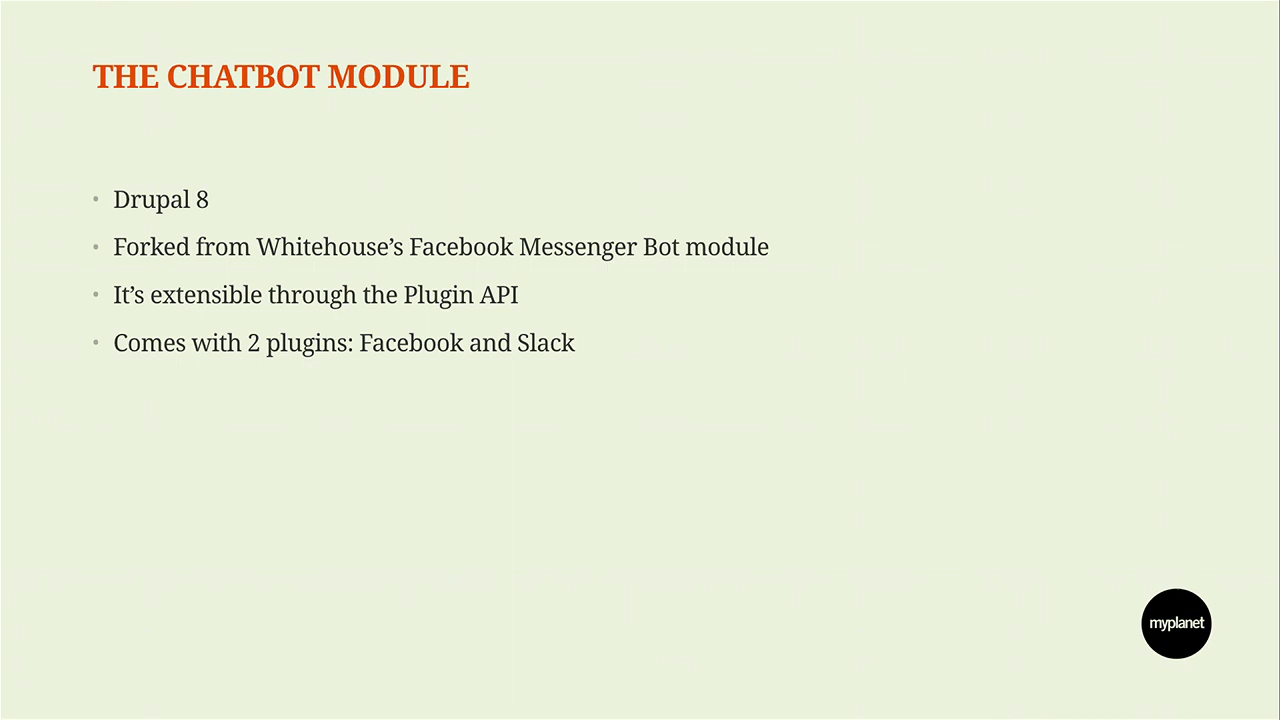 THE CHATBOT MODULE
• Drupal 8
• Forked from Whitehouse’s Facebook Messenger Bot module
• It’s extensible through the Plugin API
• Comes with 2 plugins: Facebook and Slack
myplanet